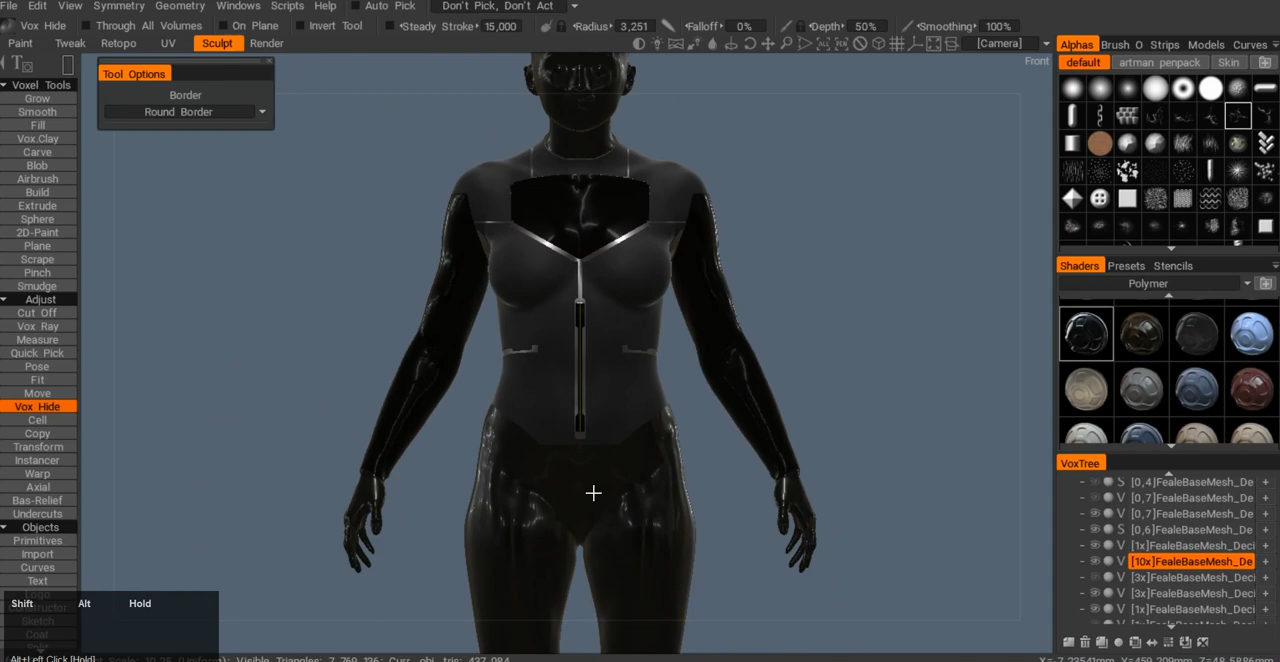 File Edit View Symmetry Geometry Windows Scripts Help Auto Pick Don't Pick, Don't Act
Vox Hide Through All Volumes On Plane Invert Tool Steady Stroke 15,000 Radius 3,251 Falloff 0% Depth 50% Smoothing 100%
Paint Tweak Retopo UV Sculpt Render [Camera]
Front
Tool Options
Border
Round Border
Voxel Tools
Grow
Smooth
Fill
Vox.Clay
Carve
Blob
Airbrush
Build
Extrude
Sphere
2D-Paint
Plane
Scrape
Pinch
Smudge
Adjust
Cut Off
Vox Ray
Measure
Quick Pick
Pose
Fit
Move
Vox Hide
Cell
Copy
Transform
Instancer
Warp
Axial
Bas-Relief
Undercuts
Objects
Primitives
Import
Curves
Text
Shift Alt Hold
Alt+Left Click [Hold]
Alphas Brush O Strips Models Curves
default artman penpack Skin
Shaders Presets Stencils
Polymer
VoxTree
S [0,4]FealeBaseMesh_De +
V [0,7]FealeBaseMesh_De +
V [0,7]FealeBaseMesh_De +
S [0,6]FealeBaseMesh_De +
V [1x]FealeBaseMesh_Deci +
V [10x]FealeBaseMesh_De +
V [3x]FealeBaseMesh_Deci +
V [3x]FealeBaseMesh_Deci +
V [1x]FealeBaseMesh_Deci +